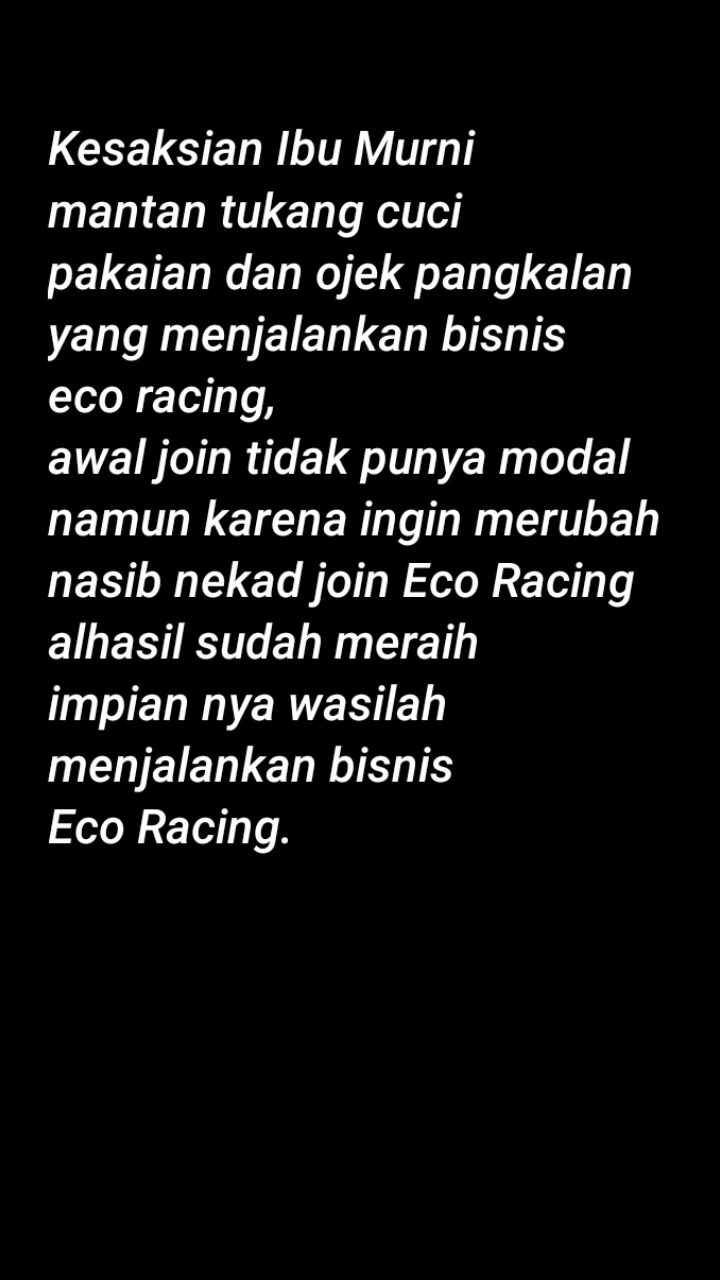 Kesaksian Ibu Murni
mantan tukang cuci
pakaian dan ojek pangkalan
yang menjalankan bisnis
eco racing,
awal join tidak punya modal
namun karena ingin merubah
nasib nekad join Eco Racing
alhasil sudah meraih
impian nya wasilah
menjalankan bisnis
Eco Racing.